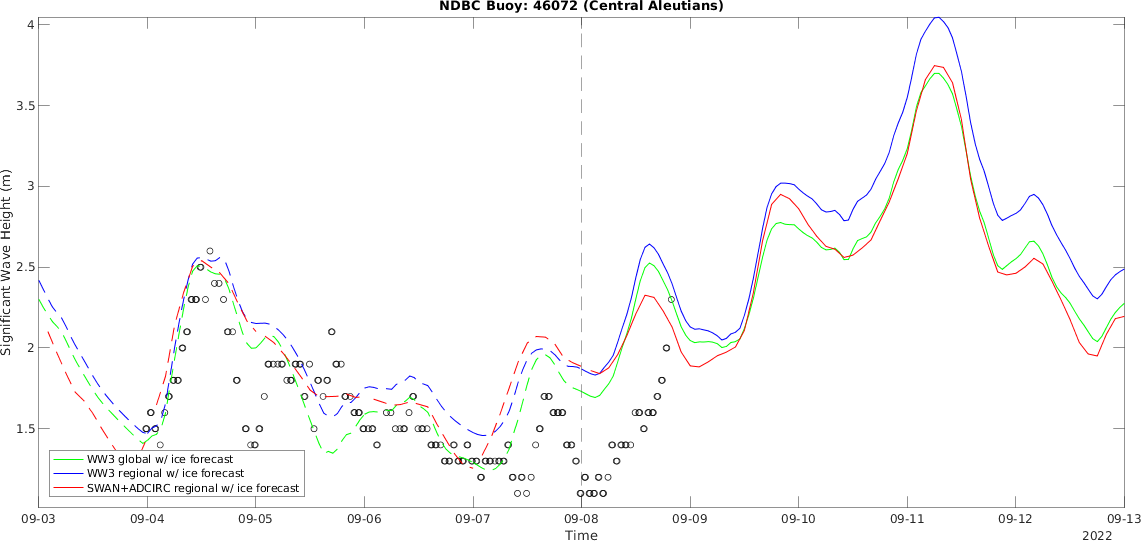 NDBC Buoy: 46072 (Central Aleutians)
4
3.5
3
2.5
2
1.5
Significant Wave Height (m)
WW3 global w/ ice forecast
WW3 regional w/ ice forecast
SWAN+ADCIRC regional w/ ice forecast
09-03 09-04 09-05 09-06 09-07 09-08 09-09 09-10 09-11 09-12 09-13
Time
2022